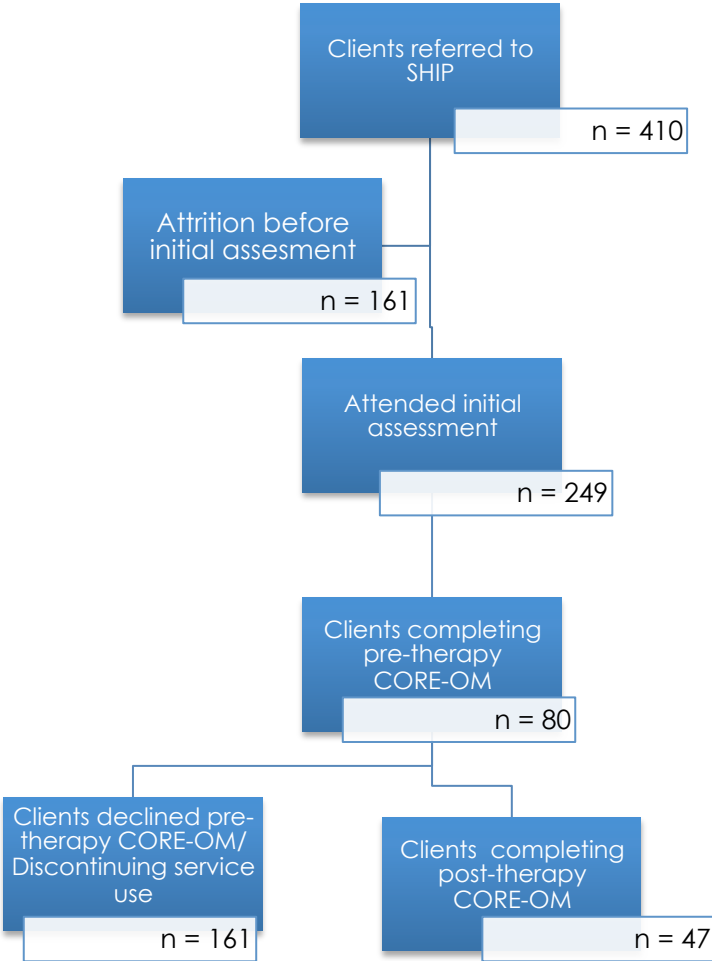 Clients referred to
SHIP
n = 410
Attrition before
initial assesment
n = 161
Attended initial
assessment
n = 249
Clients completing
pre-therapy
CORE-OM
n = 80
Clients declined pre-
therapy CORE-OM/
Discontinuing service
use
n = 161
Clients completing
post-therapy
CORE-OM
n = 47